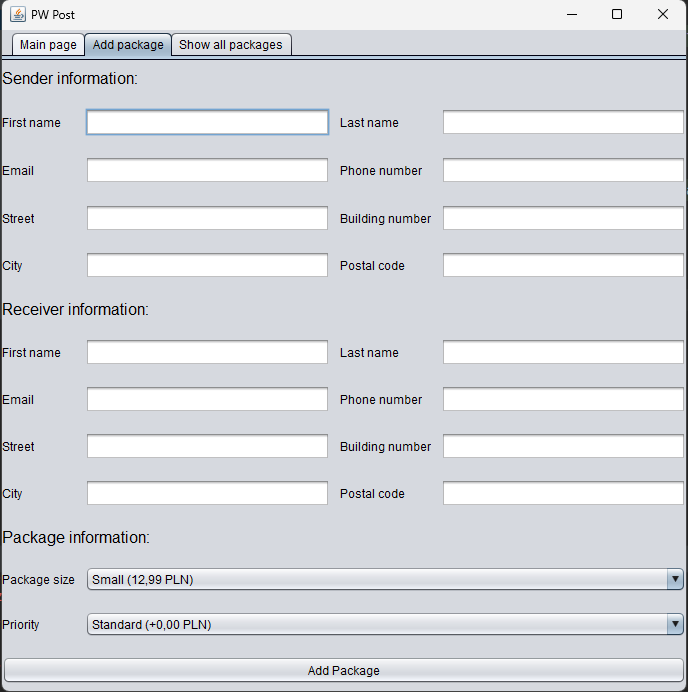 PW Post
Main page Add package Show all packages
Sender information:
First name Last name
Email Phone number
Street Building number
City Postal code
Receiver information:
First name Last name
Email Phone number
Street Building number
City Postal code
Package information:
Package size Small (12,99 PLN)
Priority Standard (+0,00 PLN)
Add Package